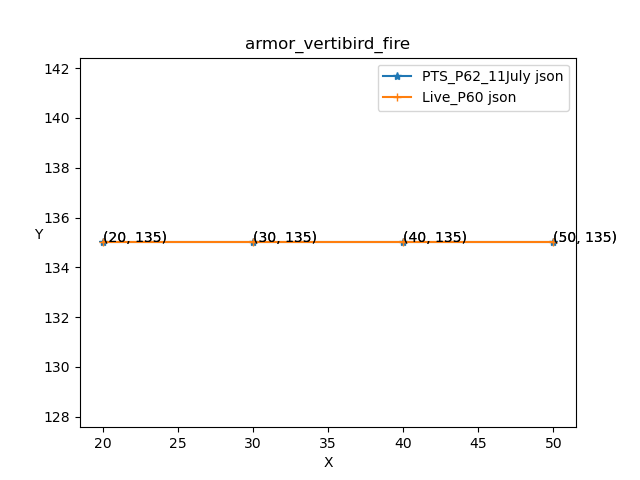 armor_vertibird_fire
PTS_P62_11July json
Live_P60 json
142
140
138
136
134
132
130
128
Y
(20, 135) (30, 135) (40, 135) (50, 135)
20 25 30 35 40 45 50
X